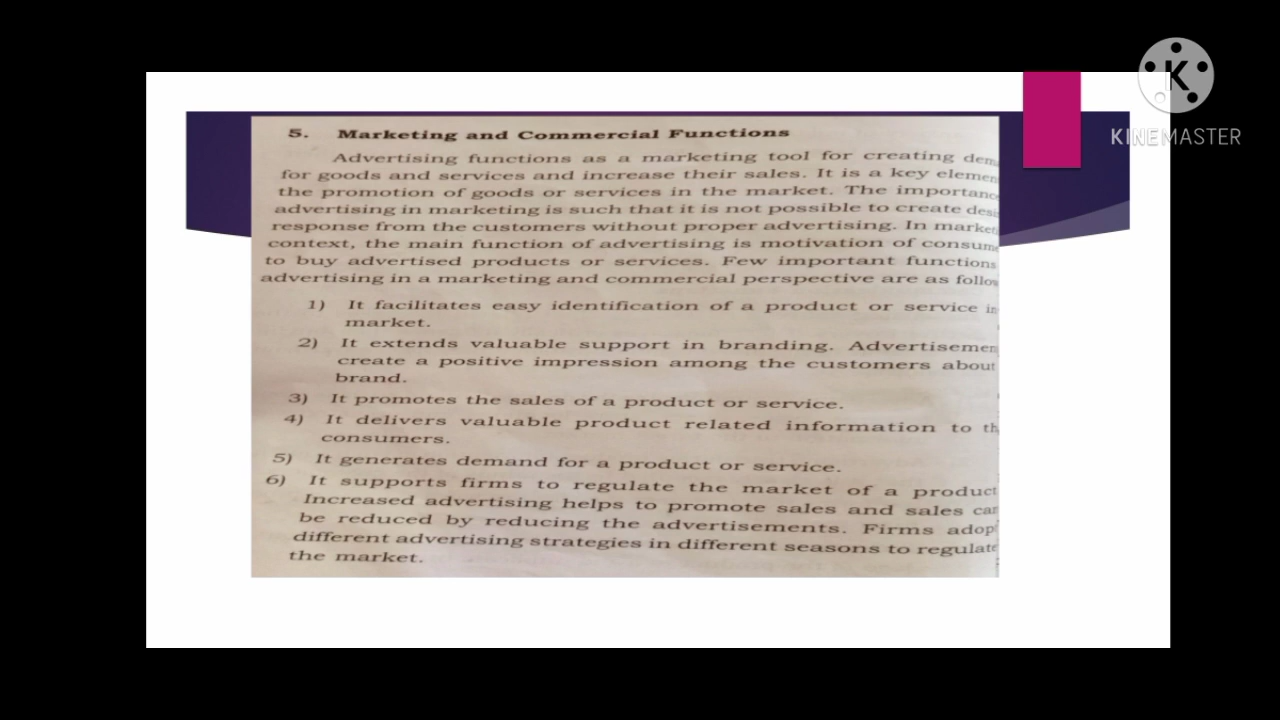 5. Marketing and Commercial Functions
Advertising functions as a marketing tool for creating dem
for goods and services and increase their sales. It is a key elemen
the promotion of goods or services in the market. The importanc
advertising in marketing is such that it is not possible to create desi
response from the customers without proper advertising. In market
context, the main function of advertising is motivation of consum
to buy advertised products or services. Few important functions
advertising in a marketing and commercial perspective are as follow
1) It facilitates easy identification of a product or service in
market.
2) It extends valuable support in branding. Advertisemen
create a positive impression among the customers about
brand.
3) It promotes the sales of a product or service.
4) It delivers valuable product related information to th
consumers.
5) It generates demand for a product or service.
6) It supports firms to regulate the market of a product
Increased advertising helps to promote sales and sales can
be reduced by reducing the advertisements. Firms adopt
different advertising strategies in different seasons to regulate
the market.
K
KINEMASTER